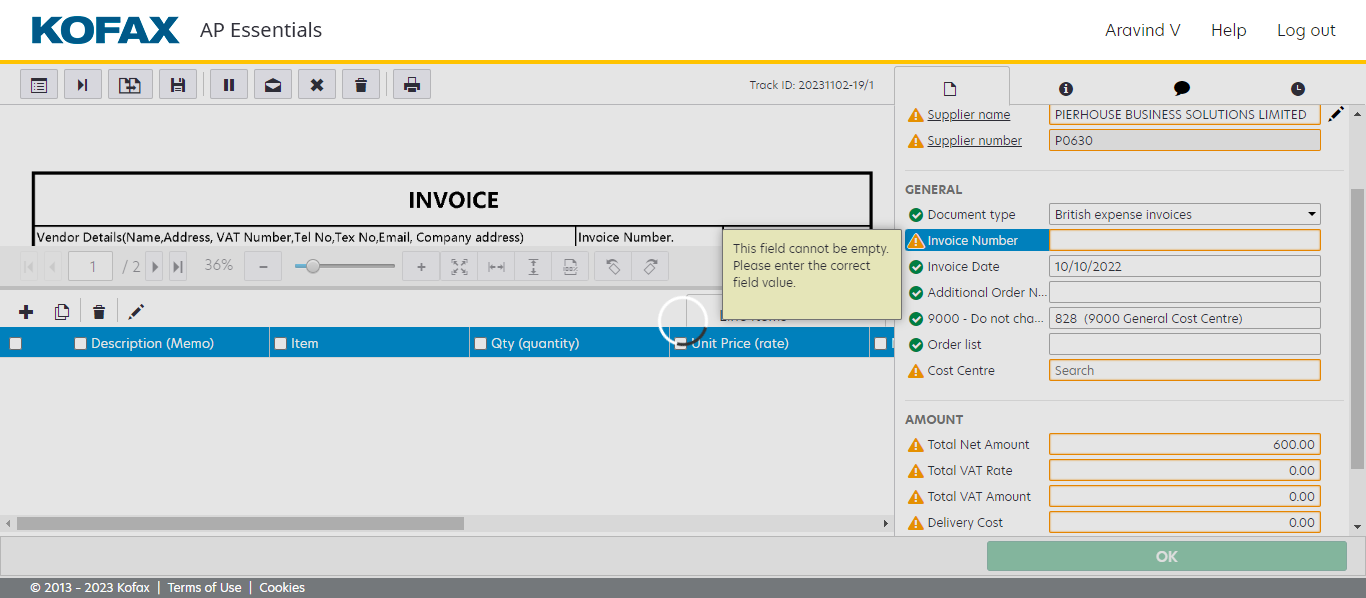 KOFAX AP Essentials
Aravind V Help Log out
Track ID: 20231102-19/1
INVOICE
Vendor Details(Name,Address, VAT Number,Tel No,Tex No,Email, Company address) Invoice Number.
1 / 2 36%
Description (Memo) Item Qty (quantity) Unit Price (rate)
This field cannot be empty.
Please enter the correct
field value.
Supplier name PIERHOUSE BUSINESS SOLUTIONS LIMITED
Supplier number P0630
GENERAL
Document type British expense invoices
Invoice Number
Invoice Date 10/10/2022
Additional Order N...
9000 - Do not cha... 828 (9000 General Cost Centre)
Order list
Cost Centre Search
AMOUNT
Total Net Amount 600.00
Total VAT Rate 0.00
Total VAT Amount 0.00
Delivery Cost 0.00
OK
© 2013 - 2023 Kofax | Terms of Use | Cookies